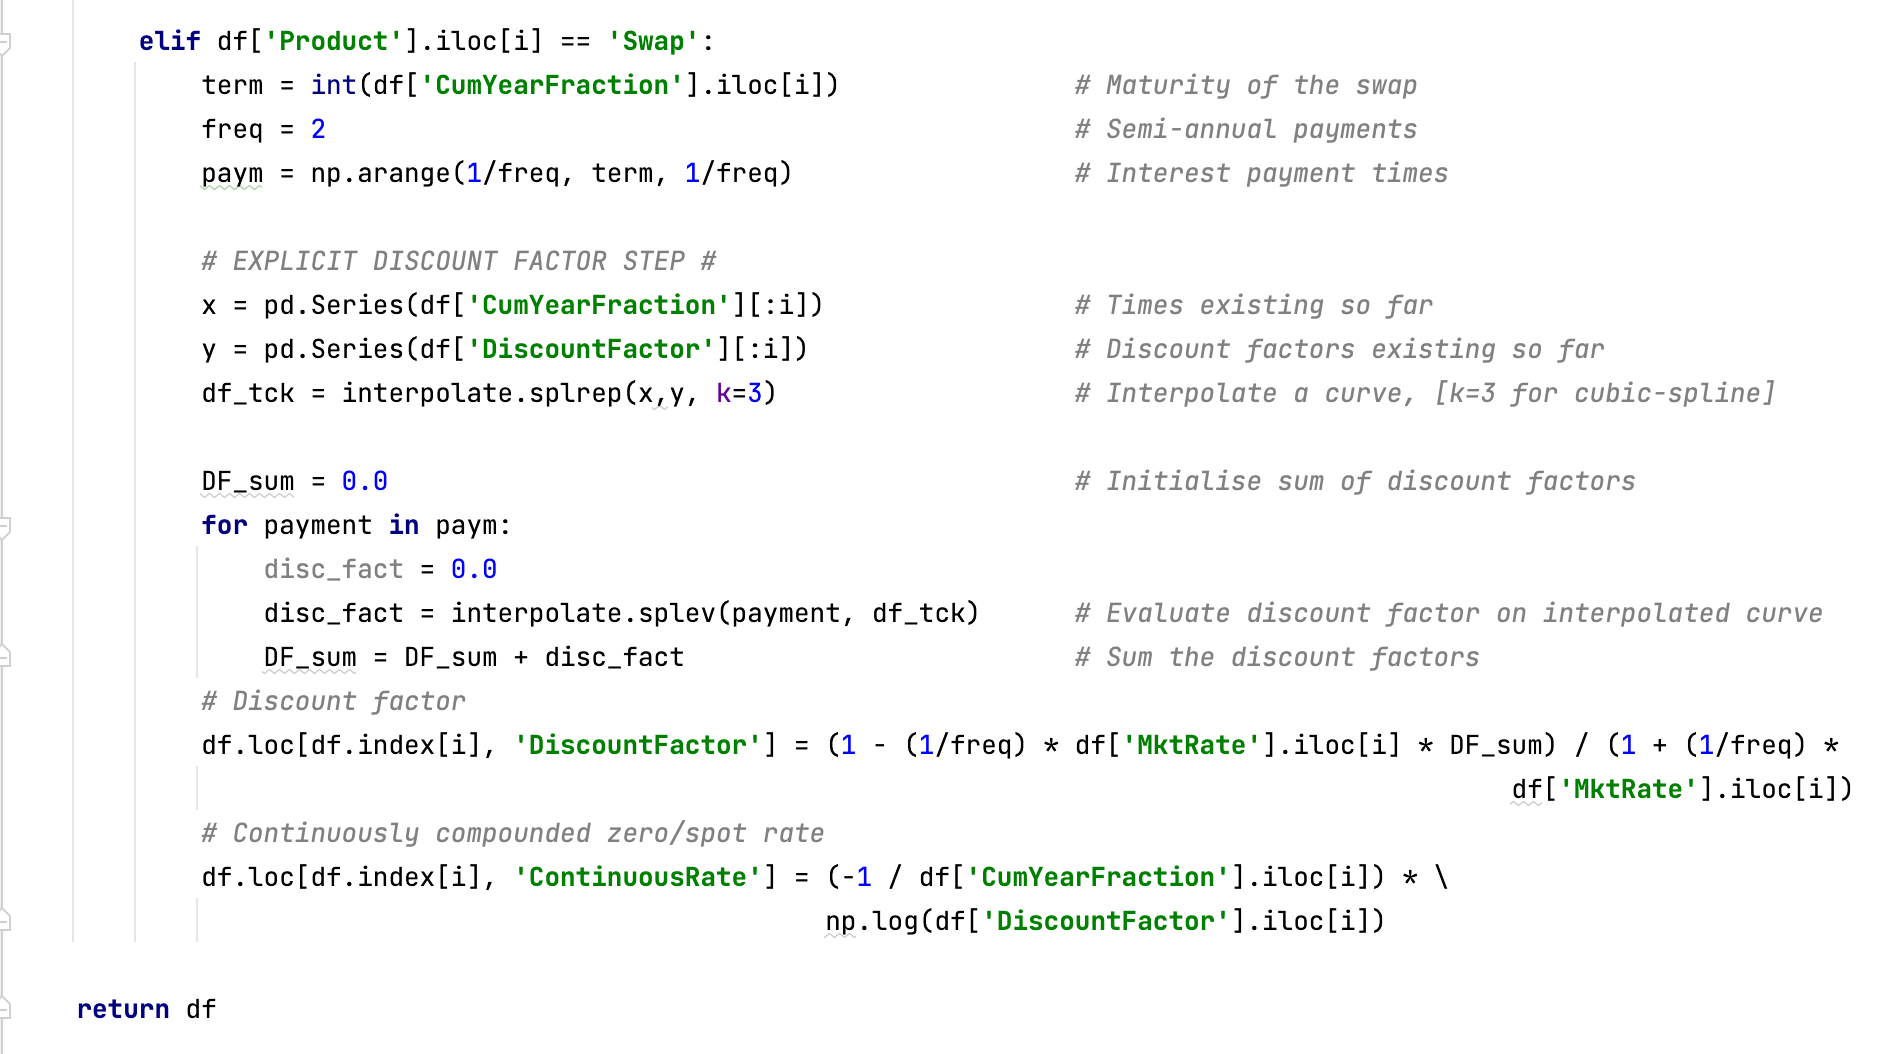 elif df['Product'].iloc[i] == 'Swap':
term = int(df['CumYearFraction'].iloc[i]) # Maturity of the swap
freq = 2 # Semi-annual payments
paym = np.arange(1/freq, term, 1/freq) # Interest payment times
# EXPLICIT DISCOUNT FACTOR STEP #
x = pd.Series(df['CumYearFraction'][:i]) # Times existing so far
y = pd.Series(df['DiscountFactor'][:i]) # Discount factors existing so far
df_tck = interpolate.splrep(x,y, k=3) # Interpolate a curve, [k=3 for cubic-spline]
DF_sum = 0.0 # Initialise sum of discount factors
for payment in paym:
disc_fact = 0.0
disc_fact = interpolate.splev(payment, df_tck) # Evaluate discount factor on interpolated curve
DF_sum = DF_sum + disc_fact # Sum the discount factors
# Discount factor
df.loc[df.index[i], 'DiscountFactor'] = (1 - (1/freq) * df['MktRate'].iloc[i] * DF_sum) / (1 + (1/freq) *
df['MktRate'].iloc[i])
# Continuously compounded zero/spot rate
df.loc[df.index[i], 'ContinuousRate'] = (-1 / df['CumYearFraction'].iloc[i]) * \
np.log(df['DiscountFactor'].iloc[i])
return df